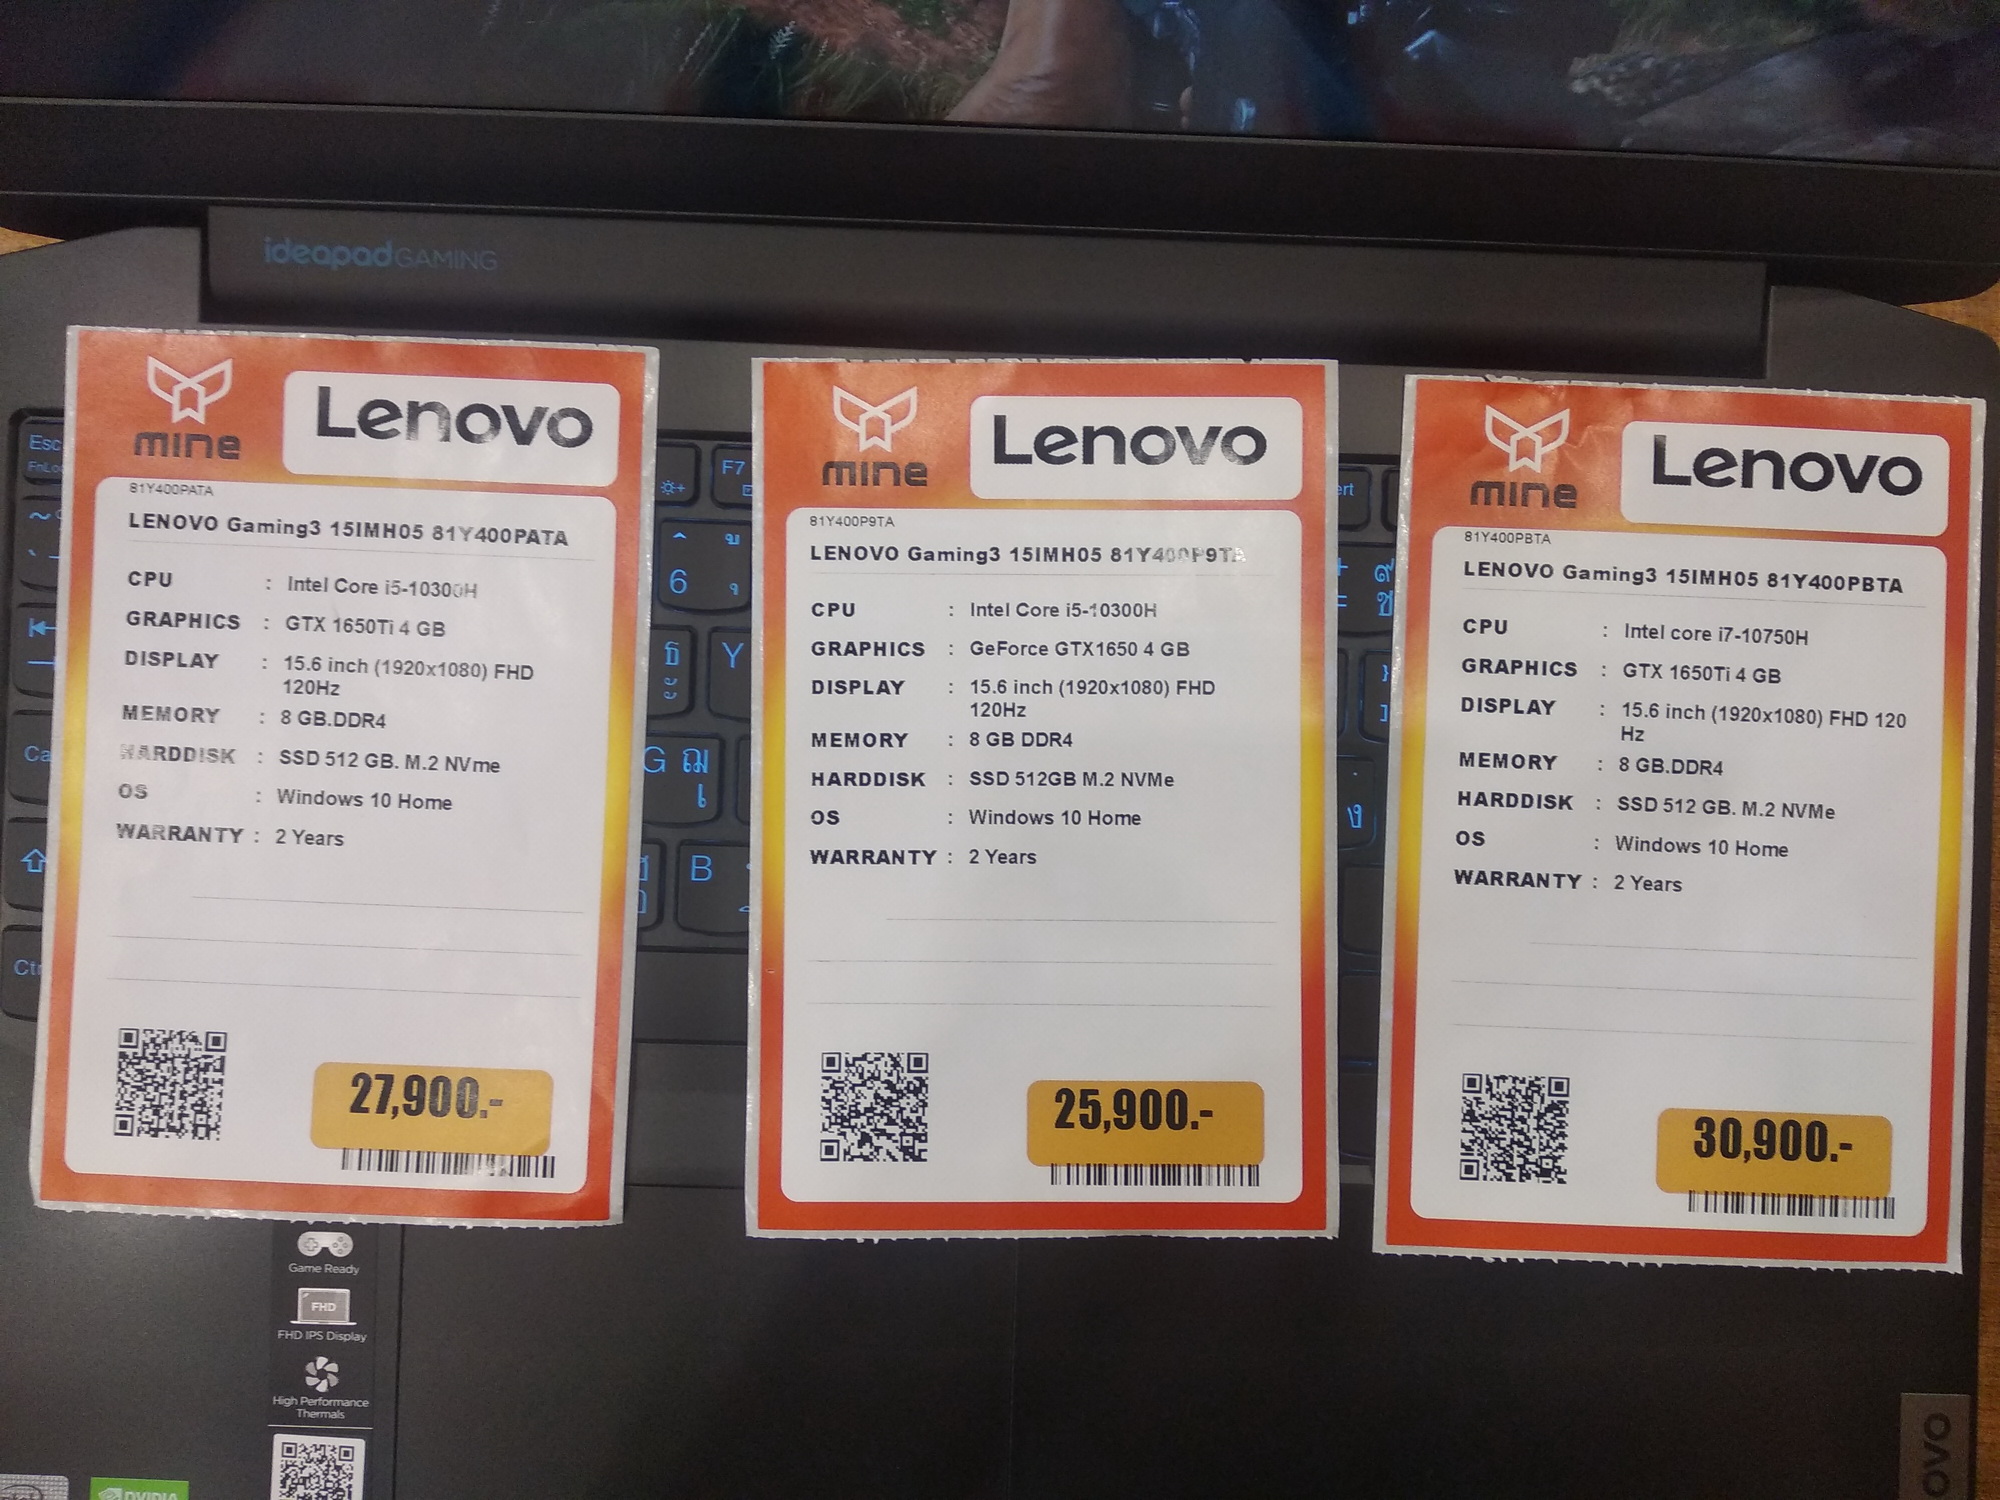 ideapad GAMING
mine
Lenovo
81Y400PATA
LENOVO Gaming3 15IMH05 81Y400PATA
CPU : Intel Core i5-10300H
GRAPHICS : GTX 1650Ti 4 GB
DISPLAY : 15.6 inch (1920x1080) FHD
120Hz
MEMORY : 8 GB.DDR4
HARDDISK : SSD 512 GB. M.2 NVme
OS : Windows 10 Home
WARRANTY : 2 Years
27,900.-
mine
Lenovo
81Y400P9TA
LENOVO Gaming3 15IMH05 81Y400P9TA
CPU : Intel Core i5-10300H
GRAPHICS : GeForce GTX1650 4 GB
DISPLAY : 15.6 inch (1920x1080) FHD
120Hz
MEMORY : 8 GB DDR4
HARDDISK : SSD 512GB M.2 NVMe
OS : Windows 10 Home
WARRANTY : 2 Years
25,900.-
mine
Lenovo
81Y400PBTA
LENOVO Gaming3 15IMH05 81Y400PBTA
CPU : Intel core i7-10750H
GRAPHICS : GTX 1650Ti 4 GB
DISPLAY : 15.6 inch (1920x1080) FHD 120
Hz
MEMORY : 8 GB.DDR4
HARDDISK : SSD 512 GB. M.2 NVMe
OS : Windows 10 Home
WARRANTY : 2 Years
30,900.-
Esc
F7
6
Y
G
B
Game Ready
FHD
FHD IPS Display
High Performance
Thermals
NVIDIA